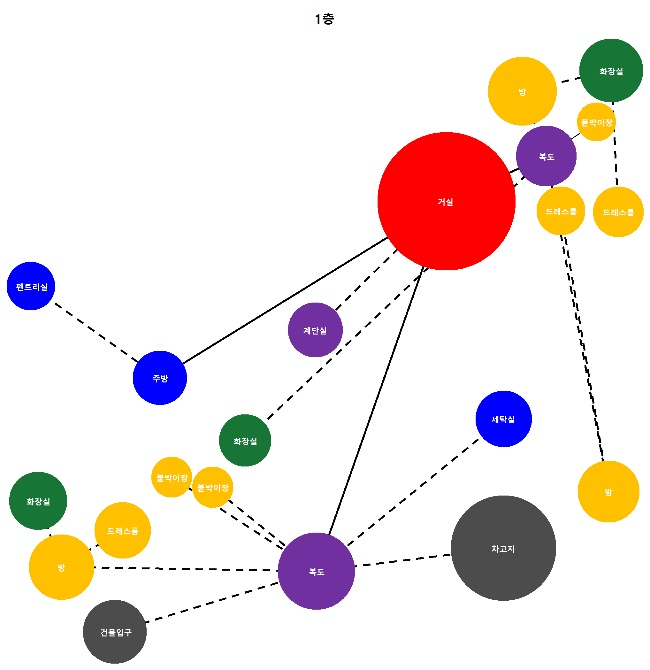 1층
화장실
방
붙박이장
복도
거실
드레스룸
드레스룸
팬트리실
계단실
주방
세탁실
화장실
붙박이장
붙박이장
화장실
방
드레스룸
차고지
방
복도
건물입구